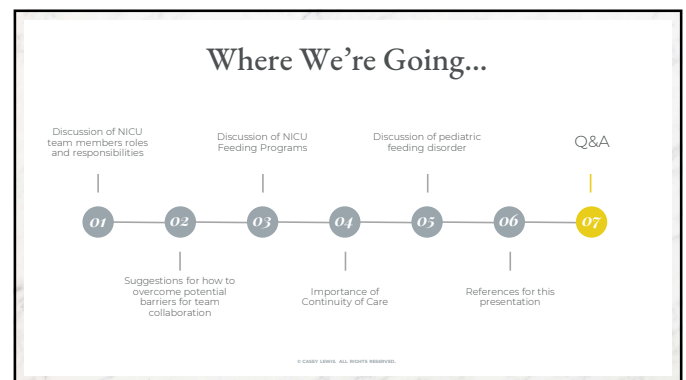 Where We're Going...
Discussion of NICU
team members roles
and responsibilities
Discussion of NICU
Feeding Programs
Discussion of pediatric
feeding disorder
Q&A
01
02
03
04
05
06
07
Suggestions for how to
overcome potential
barriers for team
collaboration
Importance of
Continuity of Care
References for this
presentation
© CASEY LEWIS. ALL RIGHTS RESERVED.